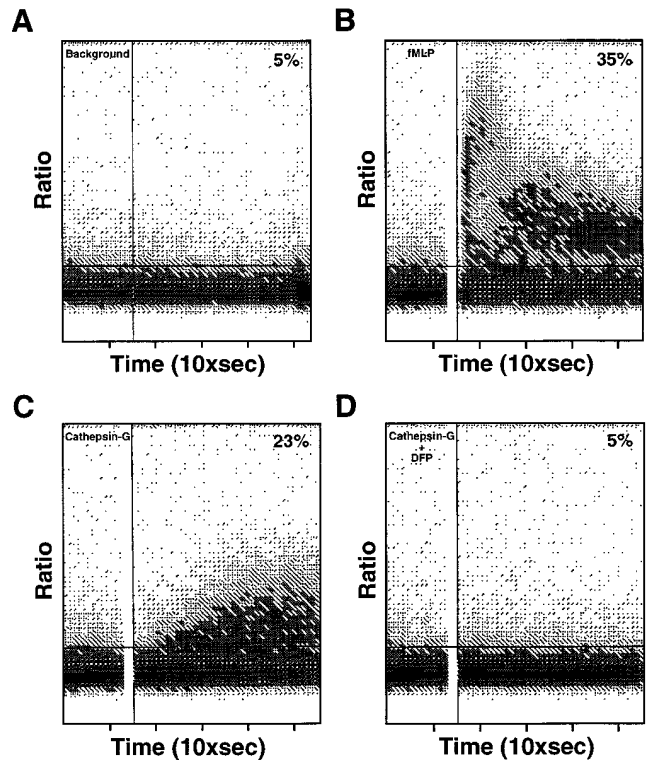 A
Background
5%
Ratio
Time (10xsec)
B
fMLP
35%
Ratio
Time (10xsec)
C
Cathepsin-G
23%
Ratio
Time (10xsec)
D
Cathepsin-G
+
DFP
5%
Ratio
Time (10xsec)